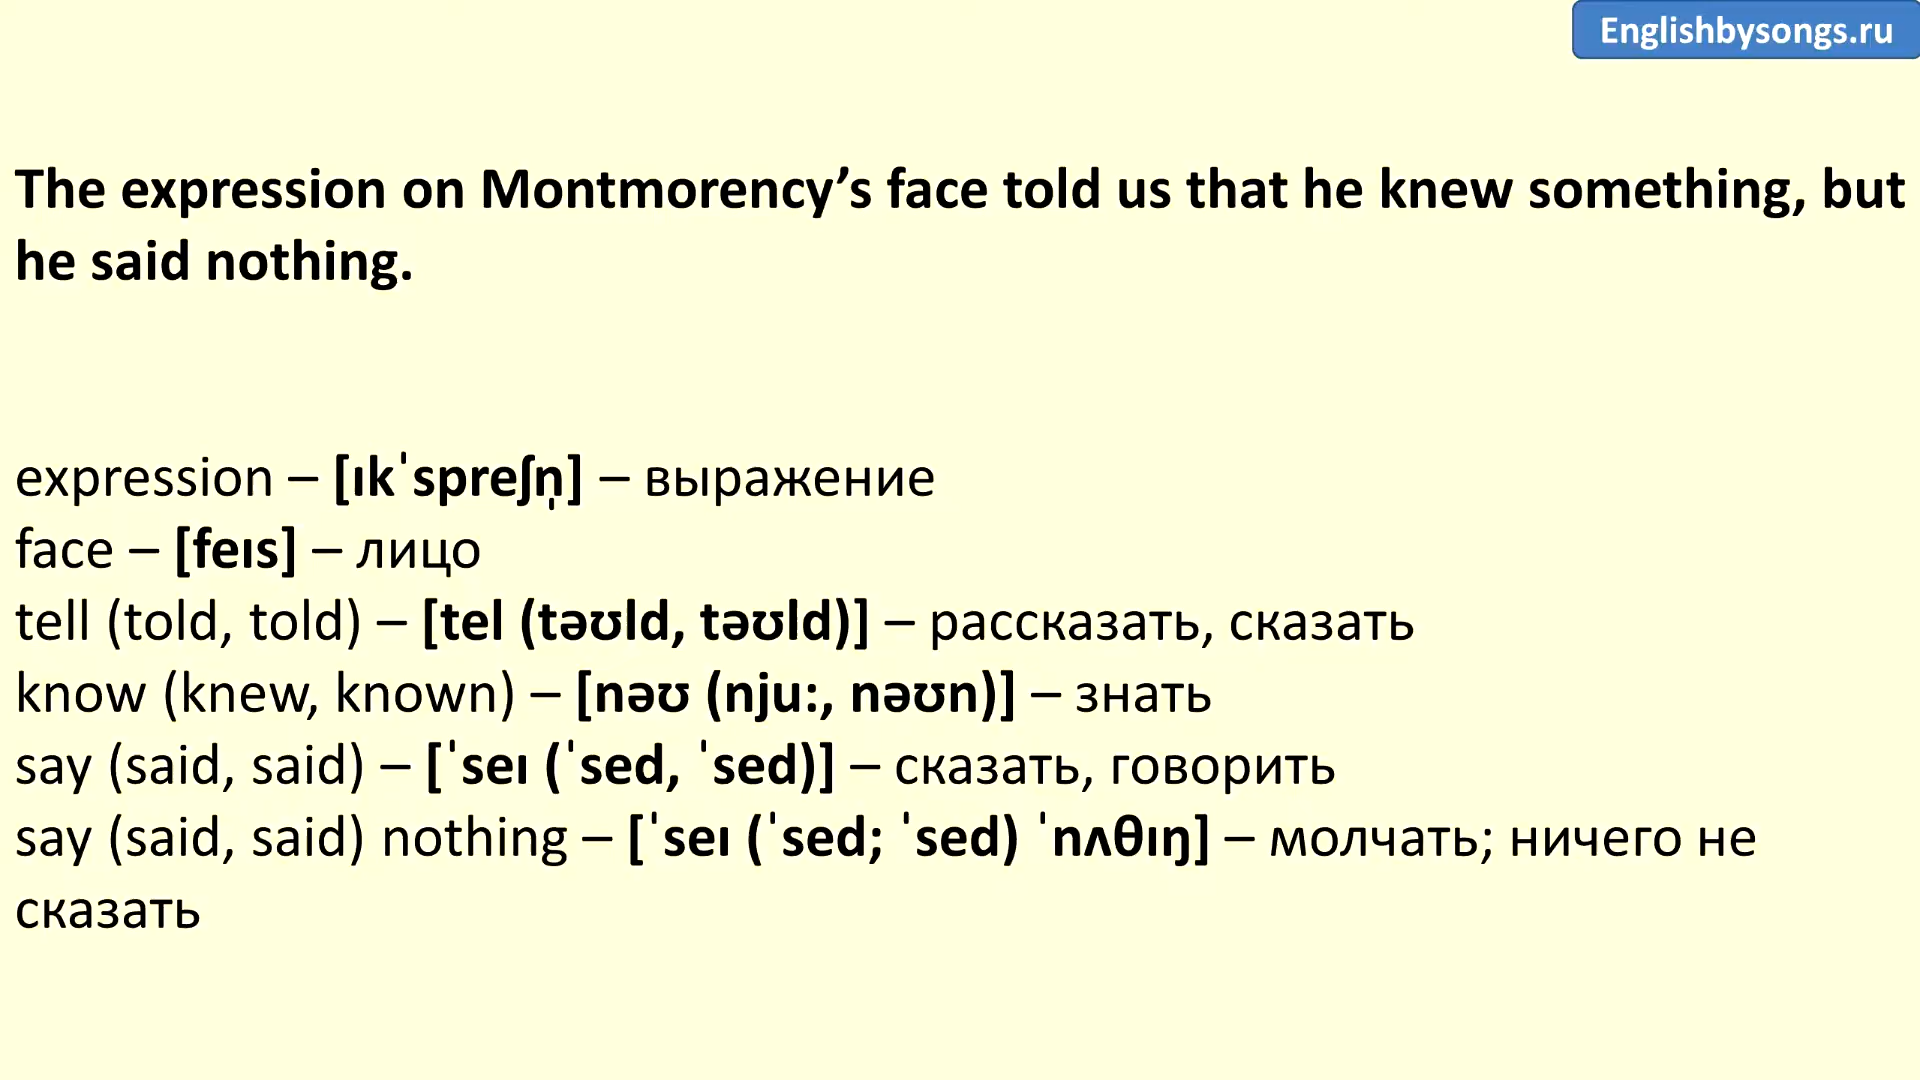 Englishbysongs.ru
The expression on Montmorency’s face told us that he knew something, but
he said nothing.
expression – [ɪkˈspreʃn̩] – выражение
face – [feɪs] – лицо
tell (told, told) – [tel (təʊld, təʊld)] – рассказать, сказать
know (knew, known) – [nəʊ (nju:, nəʊn)] – знать
say (said, said) – [ˈseɪ (ˈsed, ˈsed)] – сказать, говорить
say (said, said) nothing – [ˈseɪ (ˈsed; ˈsed) ˈnʌθɪŋ] – молчать; ничего не
сказать